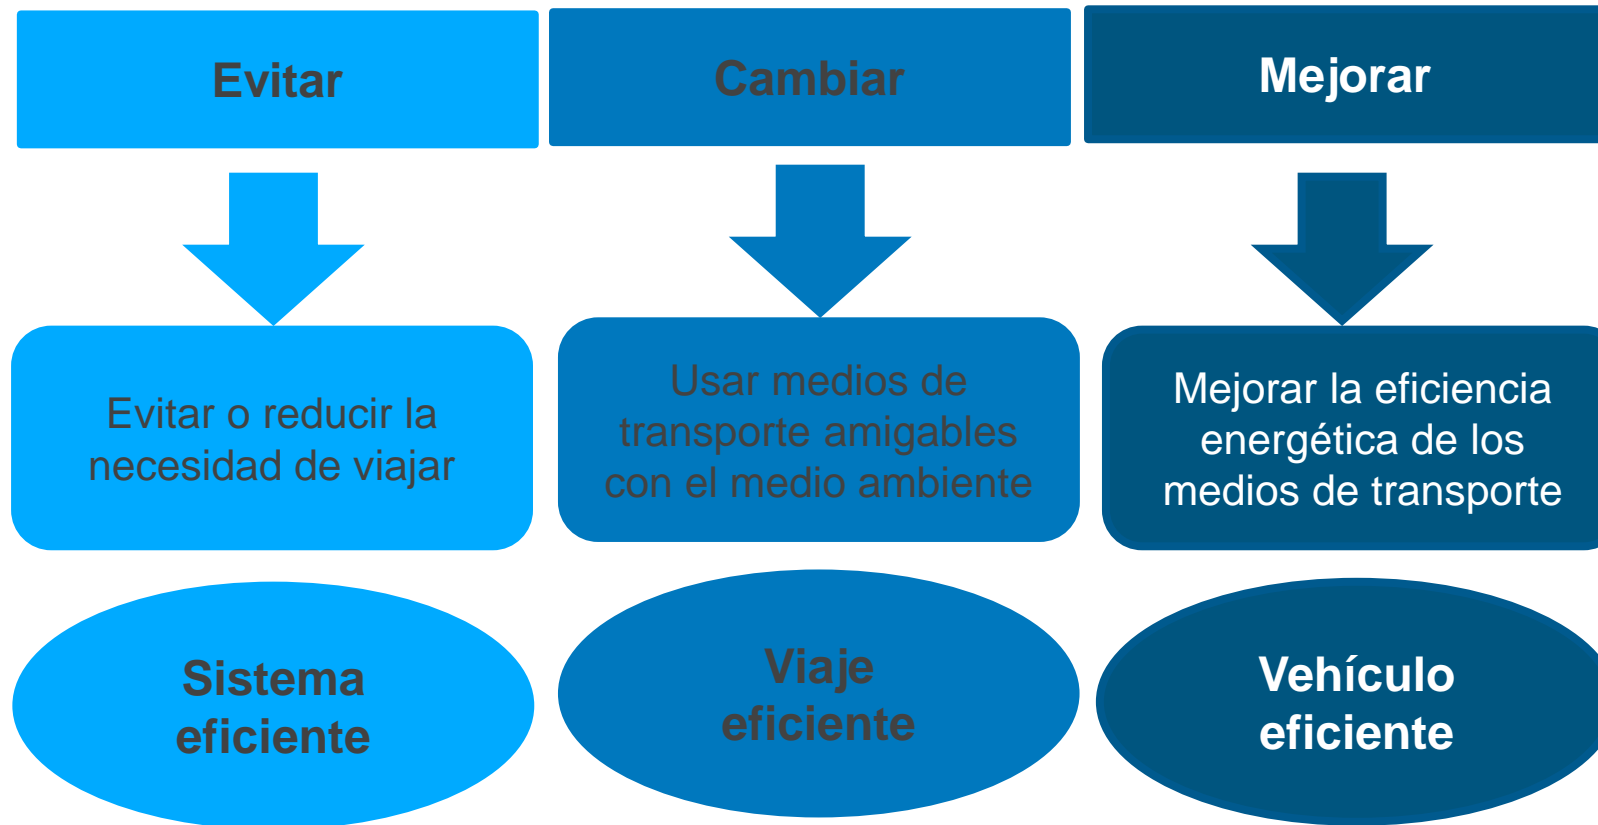 Evitar
Cambiar
Mejorar
Evitar o reducir la
necesidad de viajar
Usar medios de
transporte amigables
con el medio ambiente
Mejorar la eficiencia
energética de los
medios de transporte
Sistema
eficiente
Viaje
eficiente
Vehículo
eficiente